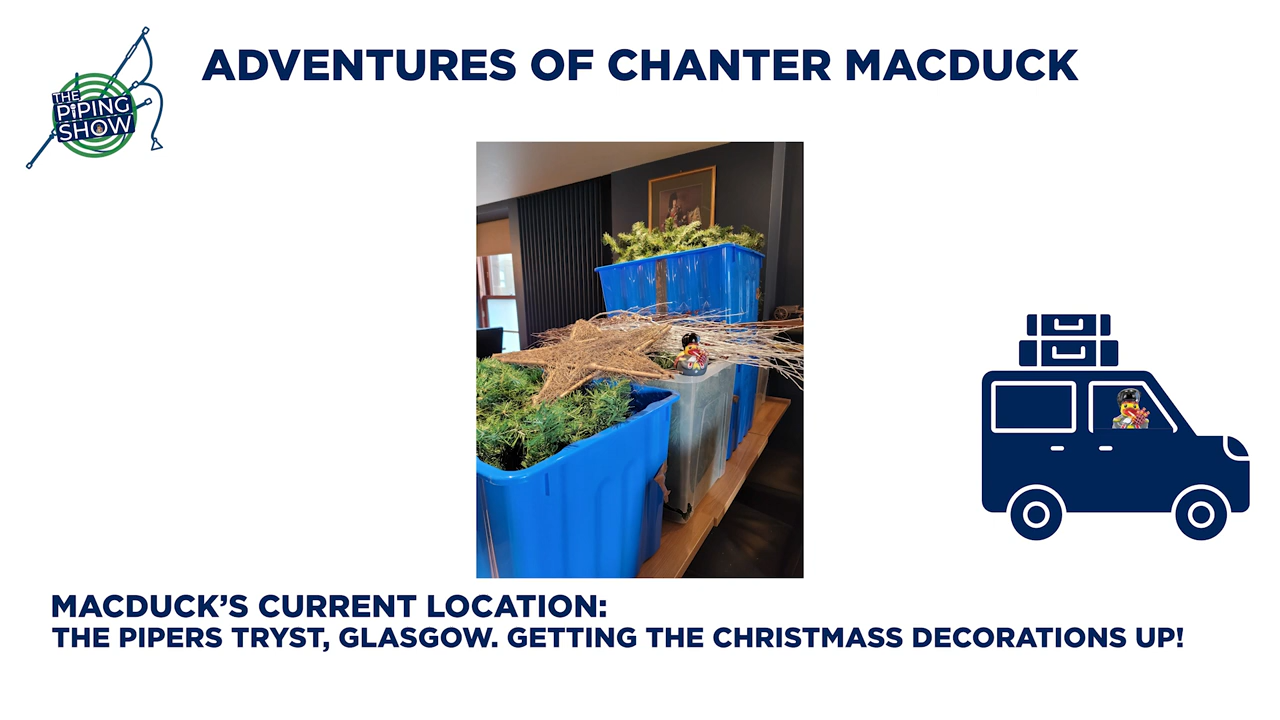 THE
PiPING
SHOW
ADVENTURES OF CHANTER MACDUCK
MACDUCK'S CURRENT LOCATION:
THE PIPERS TRYST, GLASGOW. GETTING THE CHRISTMASS DECORATIONS UP!